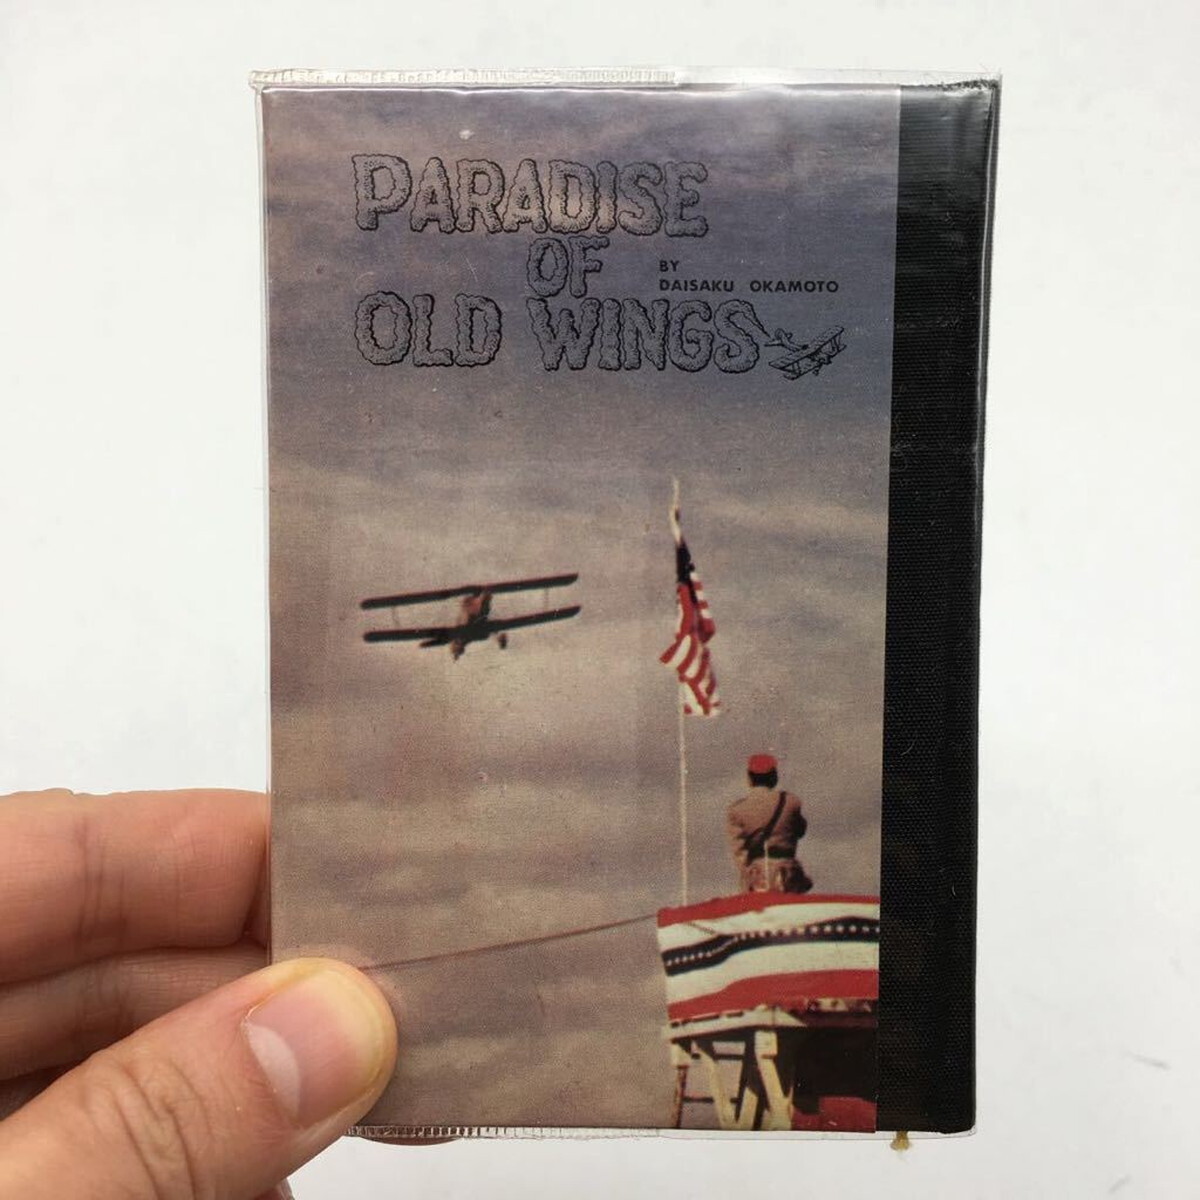 PARADISE
OF
BY
DAISAKU OKAMOTO
OLD WINGS